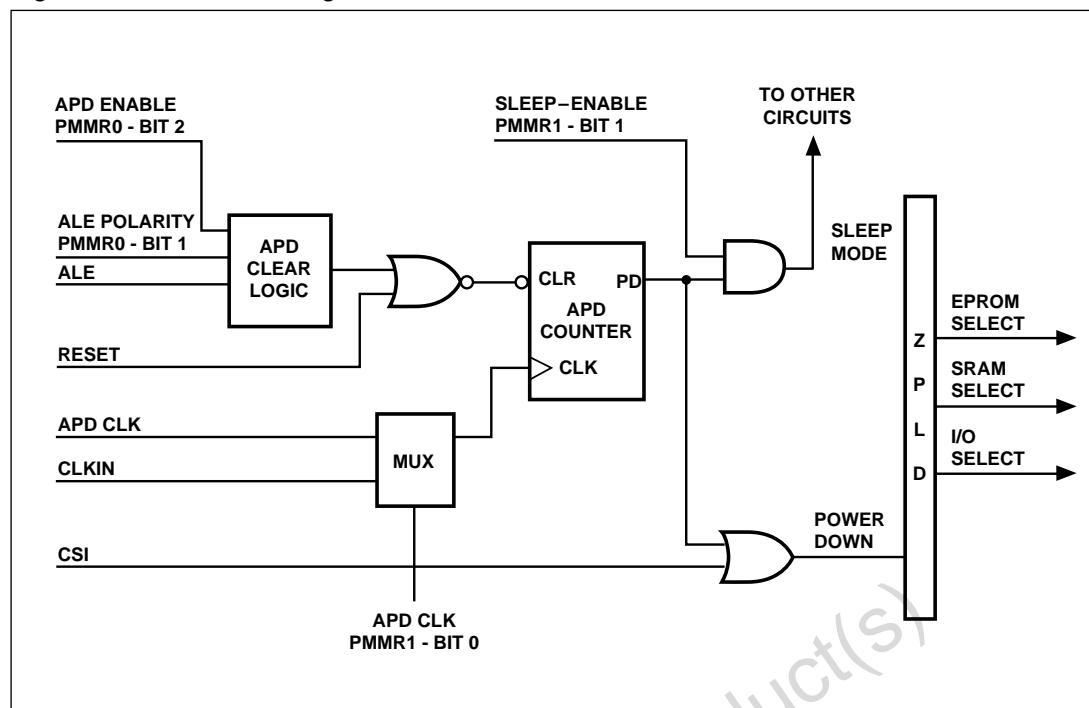 APD ENABLE
PMMR0 - BIT 2
SLEEP–ENABLE
PMMR1 - BIT 1
TO OTHER
CIRCUITS
ALE POLARITY
PMMR0 - BIT 1
ALE
APD
CLEAR
LOGIC
CLR
PD
APD
COUNTER
CLK
SLEEP
MODE
RESET
APD CLK
CLKIN
MUX
EPROM
SELECT
SRAM
SELECT
I/O
SELECT
Z
P
L
D
CSI
POWER
DOWN
APD CLK
PMMR1 - BIT 0